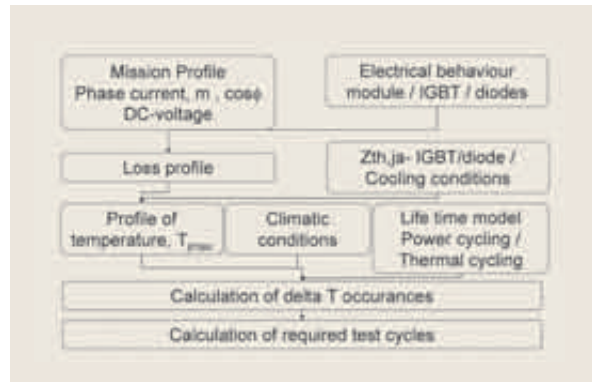 Mission Profile
Phase current, m , cosϕ
DC-voltage
Electrical behaviour
module / IGBT / diodes
Loss profile
Zth,ja- IGBT/diode /
Cooling conditions
Profile of
temperature, T
Climatic
conditions
Life time model
Power cycling /
Thermal cycling
Calculation of delta T occurances
Calculation of required test cycles